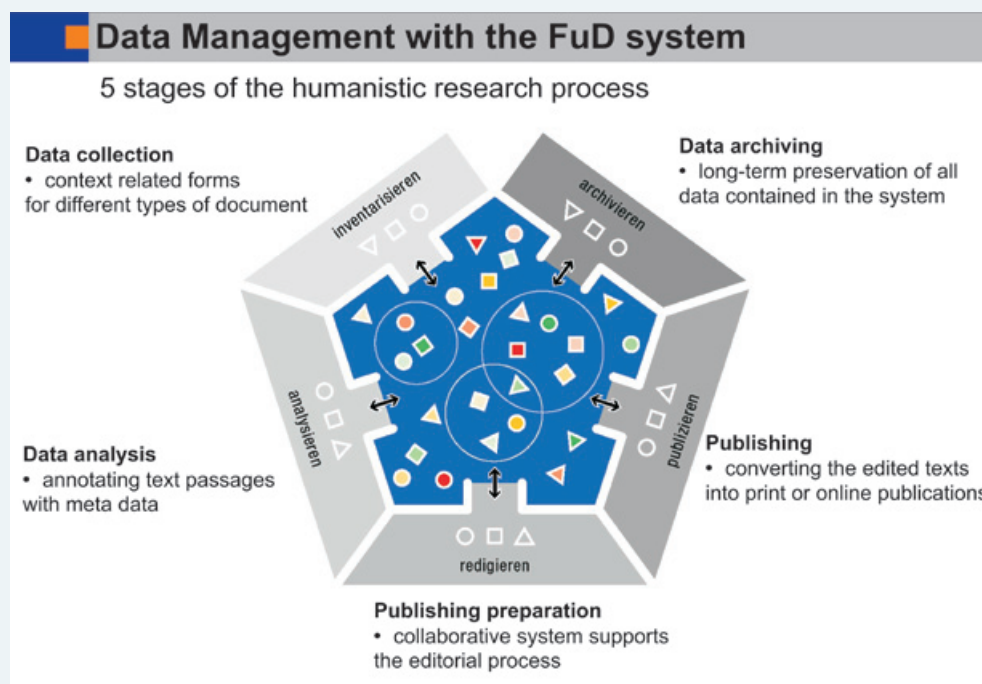 Data Management with the FuD system
5 stages of the humanistic research process
Data collection
• context related forms
for different types of document
Data archiving
• long-term preservation of all
data contained in the system
inventarisieren
archivieren
analysieren
publizieren
Data analysis
• annotating text passages
with meta data
Publishing
• converting the edited texts
into print or online publications
redigieren
Publishing preparation
• collaborative system supports
the editorial process